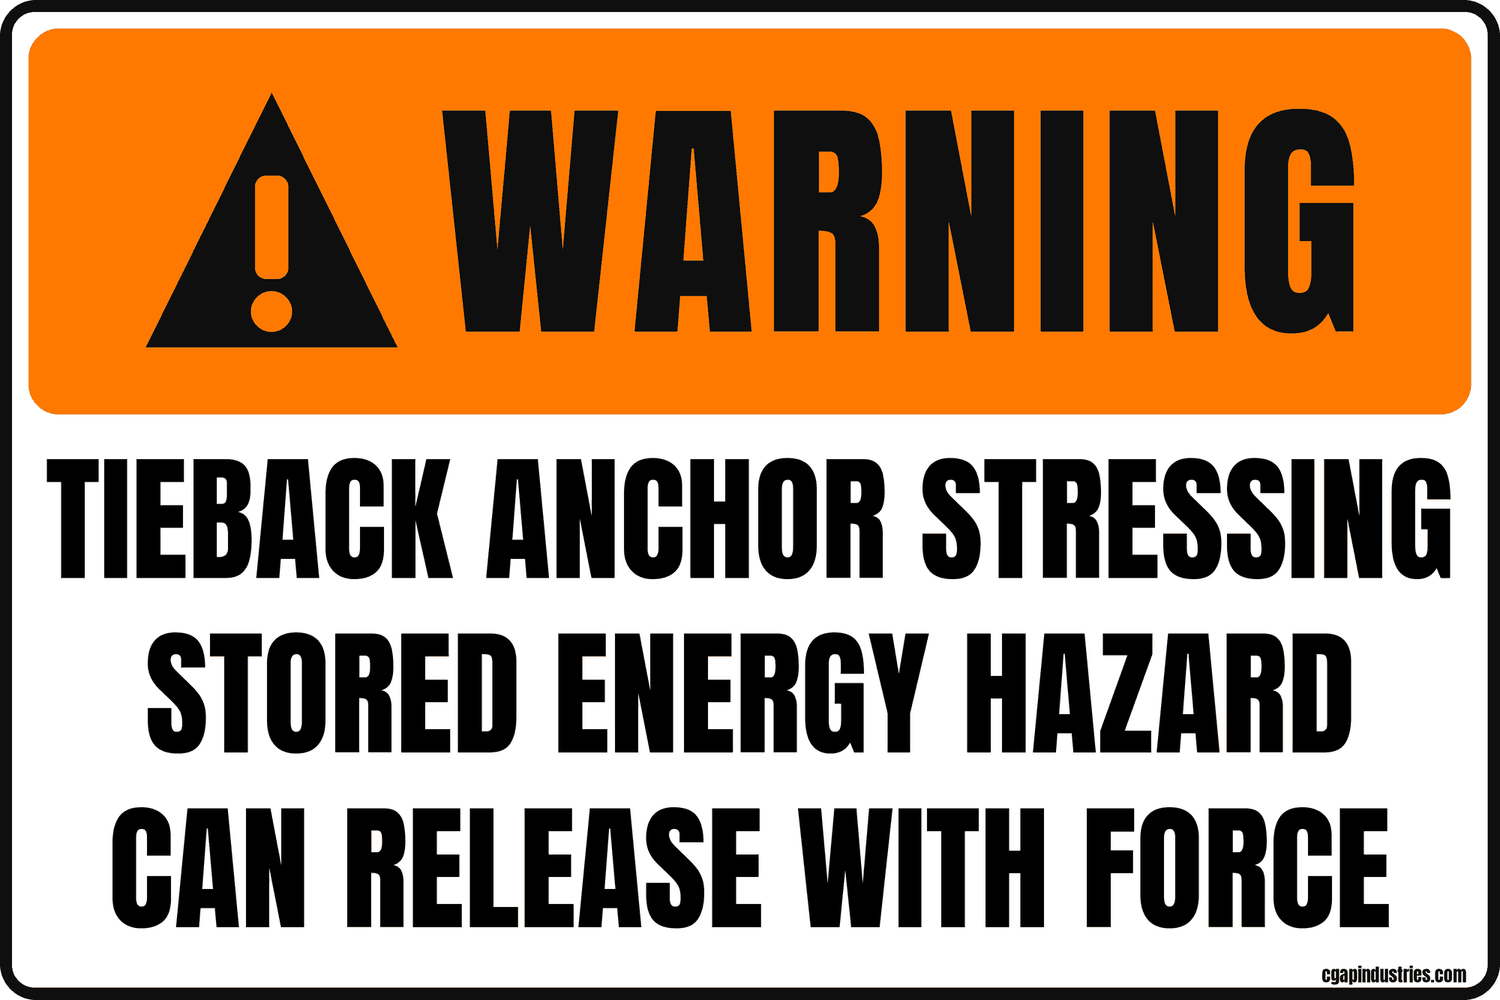 WARNING
TIEBACK ANCHOR STRESSING
STORED ENERGY HAZARD
CAN RELEASE WITH FORCE
cgapindustries.com